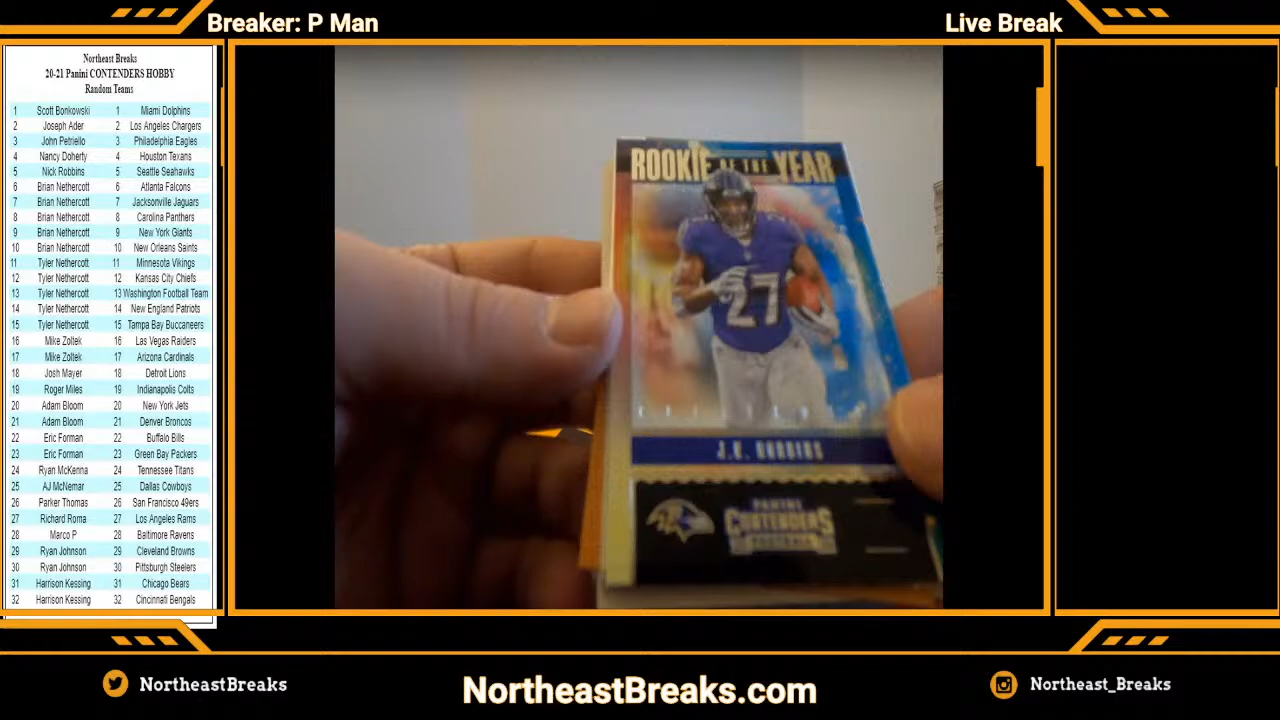 Breaker: P Man
Live Break
Northeast Breaks
20-21 Panini CONTENDERS HOBBY
Random Teams
1 Scott Bonkowski 1 Miami Dolphins
2 Joseph Ader 2 Los Angeles Chargers
3 John Petriello 3 Philadelphia Eagles
4 Nancy Doherty 4 Houston Texans
5 Nick Robbins 5 Seattle Seahawks
6 Brian Nethercott 6 Atlanta Falcons
7 Brian Nethercott 7 Jacksonville Jaguars
8 Brian Nethercott 8 Carolina Panthers
9 Brian Nethercott 9 New York Giants
10 Brian Nethercott 10 New Orleans Saints
11 Tyler Nethercott 11 Minnesota Vikings
12 Tyler Nethercott 12 Kansas City Chiefs
13 Tyler Nethercott 13 Washington Football Team
14 Tyler Nethercott 14 New England Patriots
15 Tyler Nethercott 15 Tampa Bay Buccaneers
16 Mike Zoltek 16 Las Vegas Raiders
17 Mike Zoltek 17 Arizona Cardinals
18 Josh Mayer 18 Detroit Lions
19 Roger Miles 19 Indianapolis Colts
20 Adam Bloom 20 New York Jets
21 Adam Bloom 21 Denver Broncos
22 Eric Forman 22 Buffalo Bills
23 Eric Forman 23 Green Bay Packers
24 Ryan McKenna 24 Tennessee Titans
25 AJ McNemar 25 Dallas Cowboys
26 Parker Thomas 26 San Francisco 49ers
27 Richard Roma 27 Los Angeles Rams
28 Marco P 28 Baltimore Ravens
29 Ryan Johnson 29 Cleveland Browns
30 Ryan Johnson 30 Pittsburgh Steelers
31 Harrison Kessing 31 Chicago Bears
32 Harrison Kessing 32 Cincinnati Bengals
ROOKIE OF THE YEAR
27
J.K. DOBBINS
PANINI
CONTENDERS
FOOTBALL
NortheastBreaks
NortheastBreaks.com
Northeast_Breaks